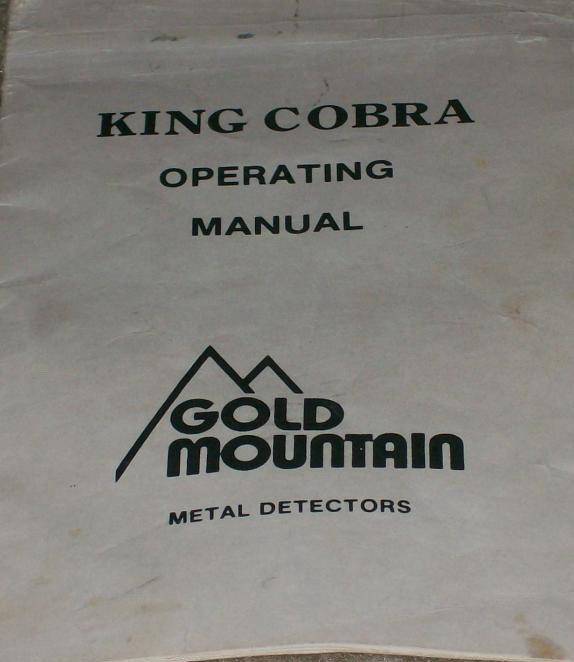 KING COBRA
OPERATING
MANUAL
GOLD
MOUNTAIN
METAL DETECTORS